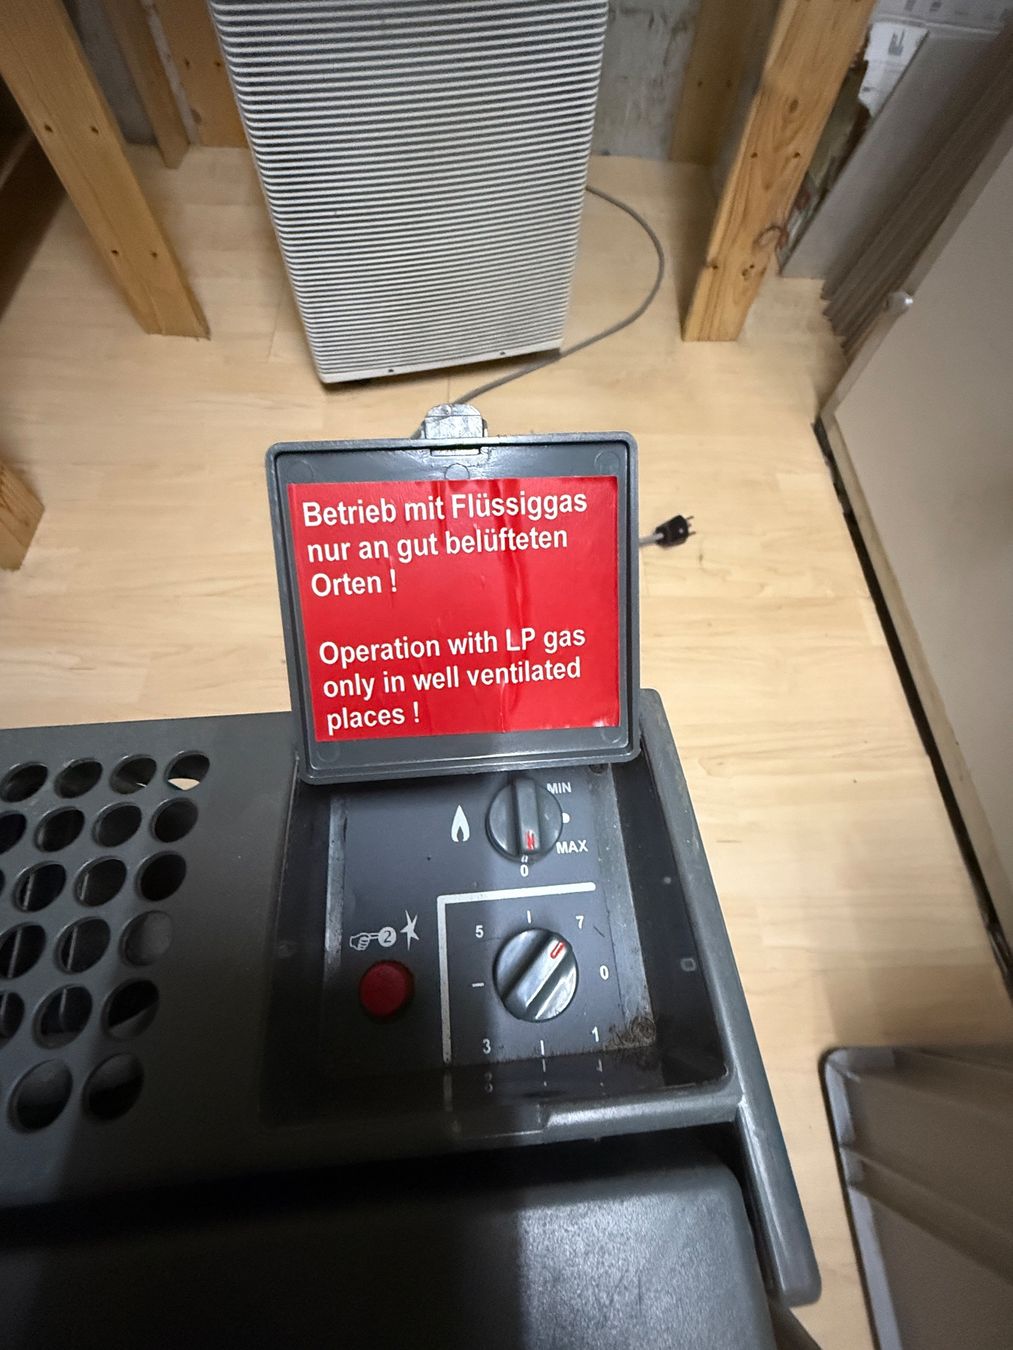 Betrieb mit Flüssiggas
nur an gut belüfteten
Orten !
Operation with LP gas
only in well ventilated
places !
MIN
MAX
0
5 7
2
0
3 1